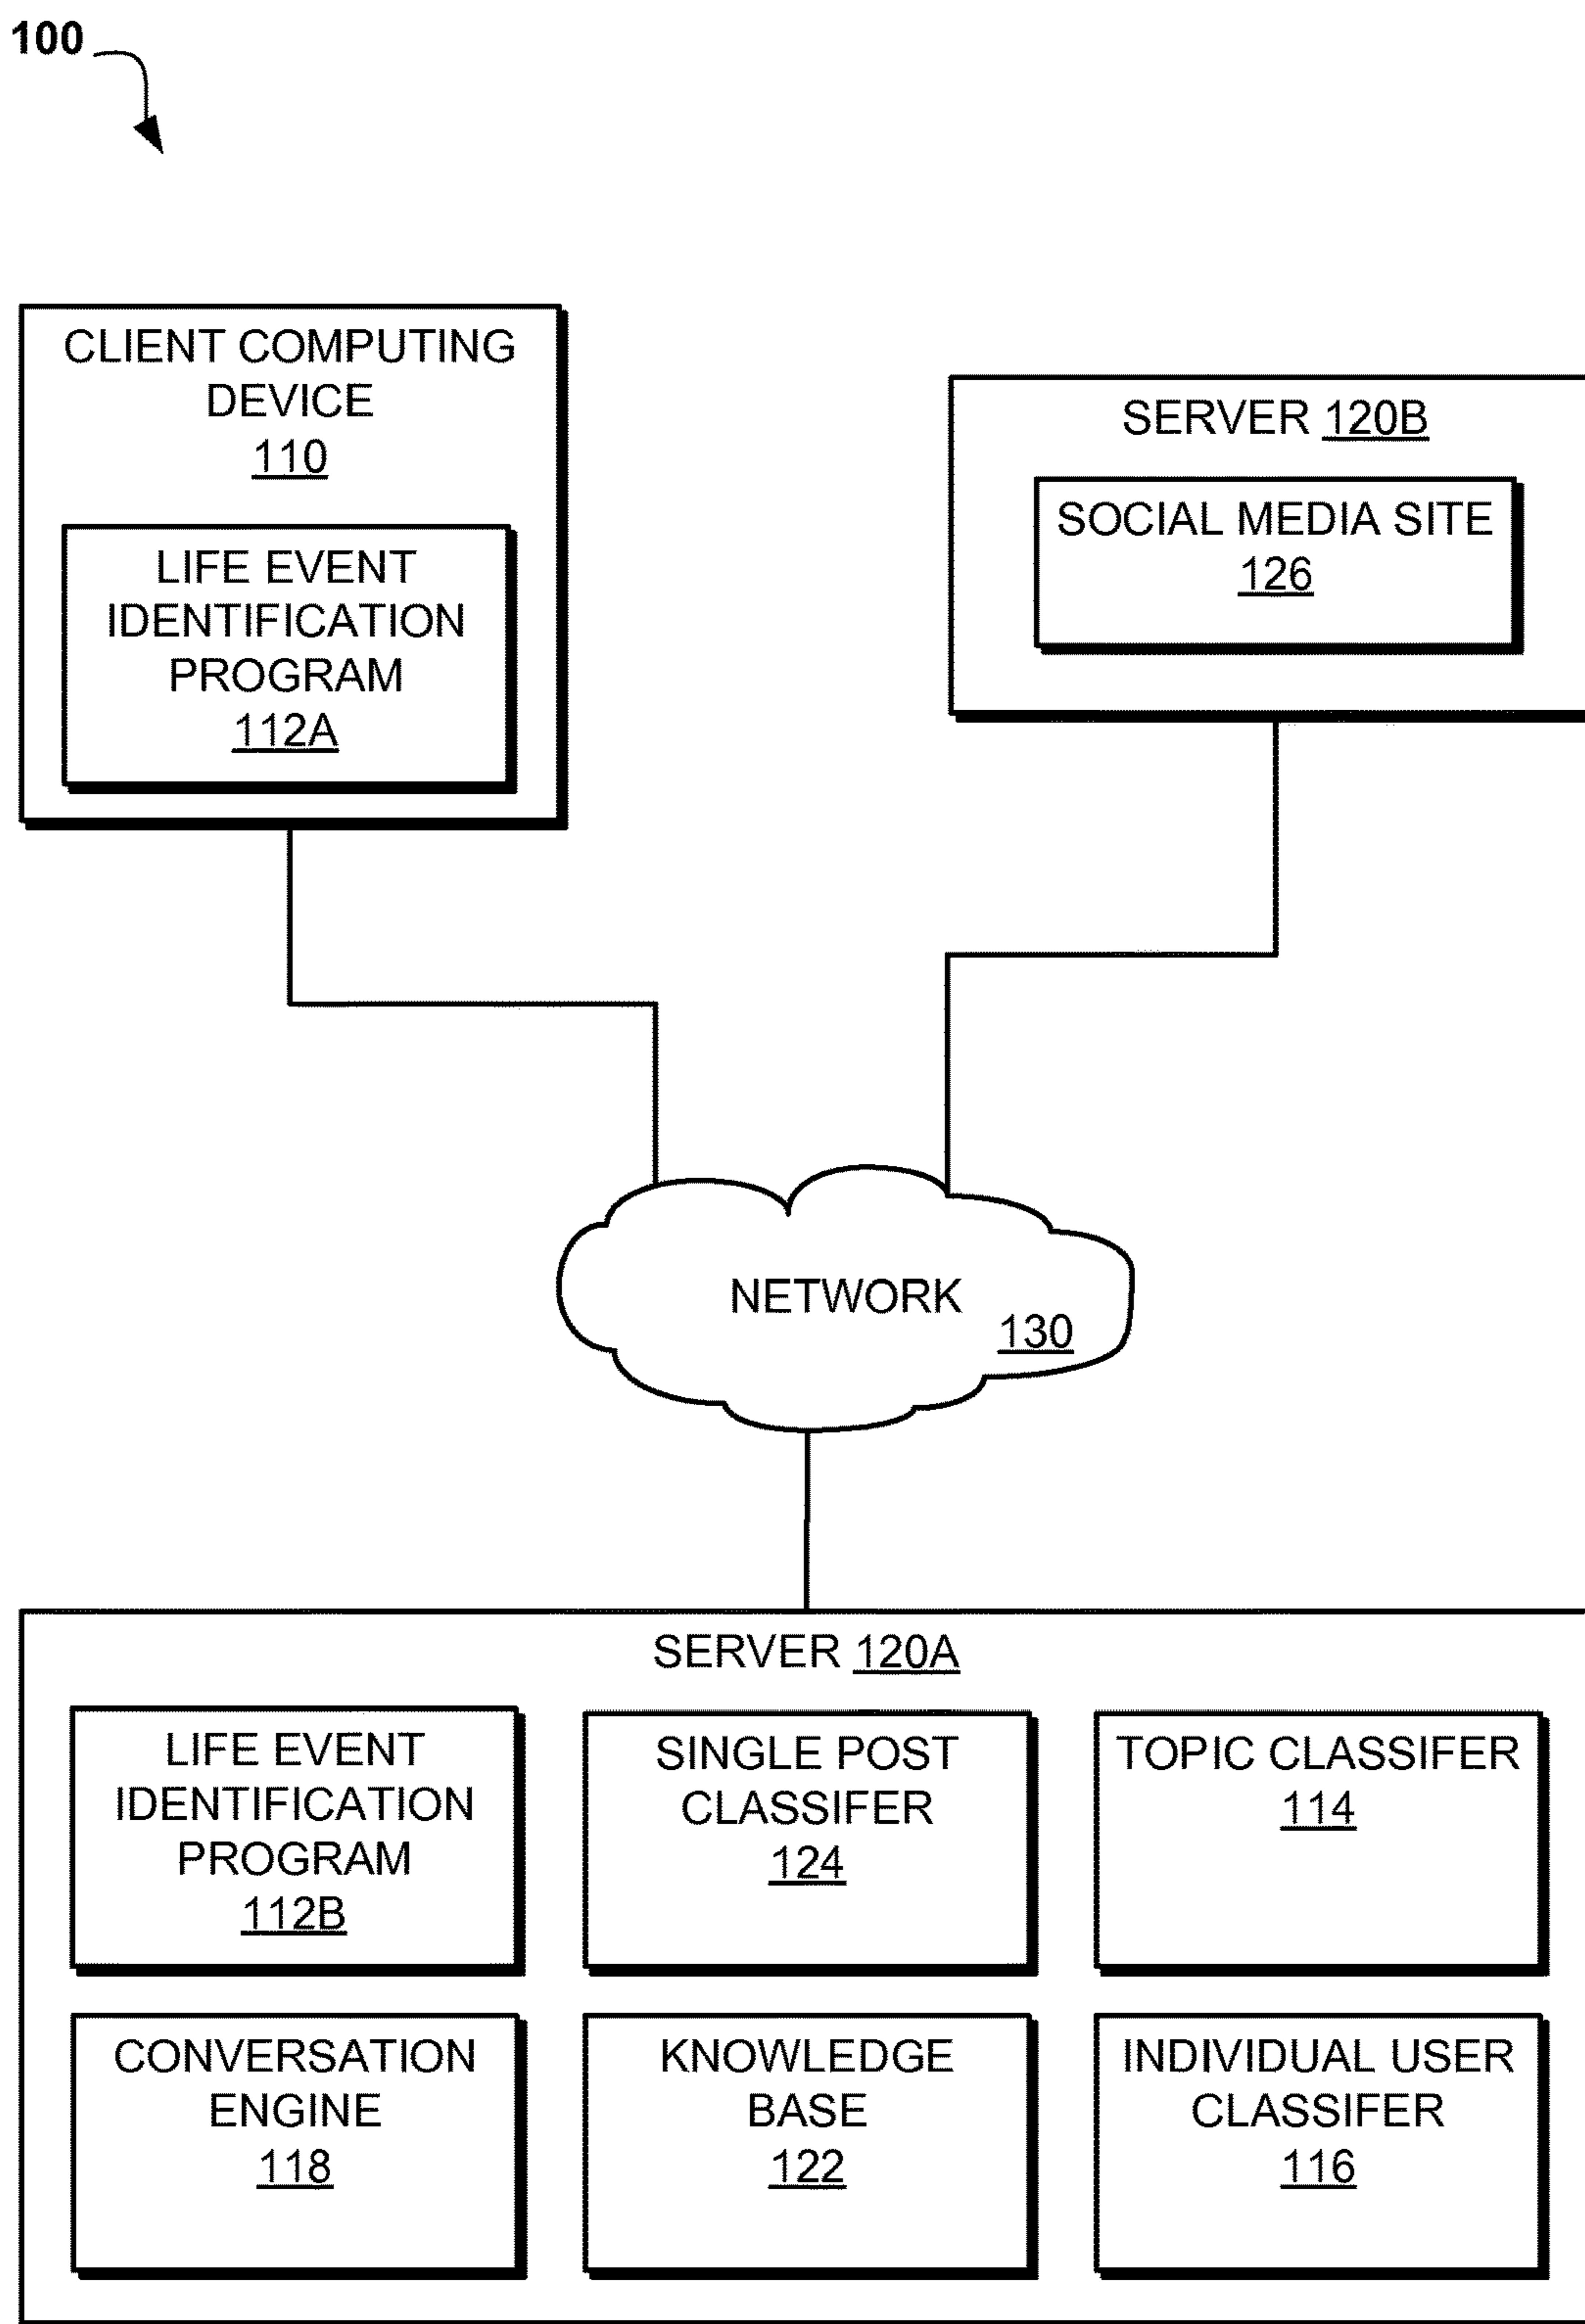 100
CLIENT COMPUTING
DEVICE
110
LIFE EVENT
IDENTIFICATION
PROGRAM
112A
SERVER 120B
SOCIAL MEDIA SITE
126
NETWORK
130
SERVER 120A
LIFE EVENT
IDENTIFICATION
PROGRAM
112B
SINGLE POST
CLASSIFER
124
TOPIC CLASSIFER
114
CONVERSATION
ENGINE
118
KNOWLEDGE
BASE
122
INDIVIDUAL USER
CLASSIFER
116